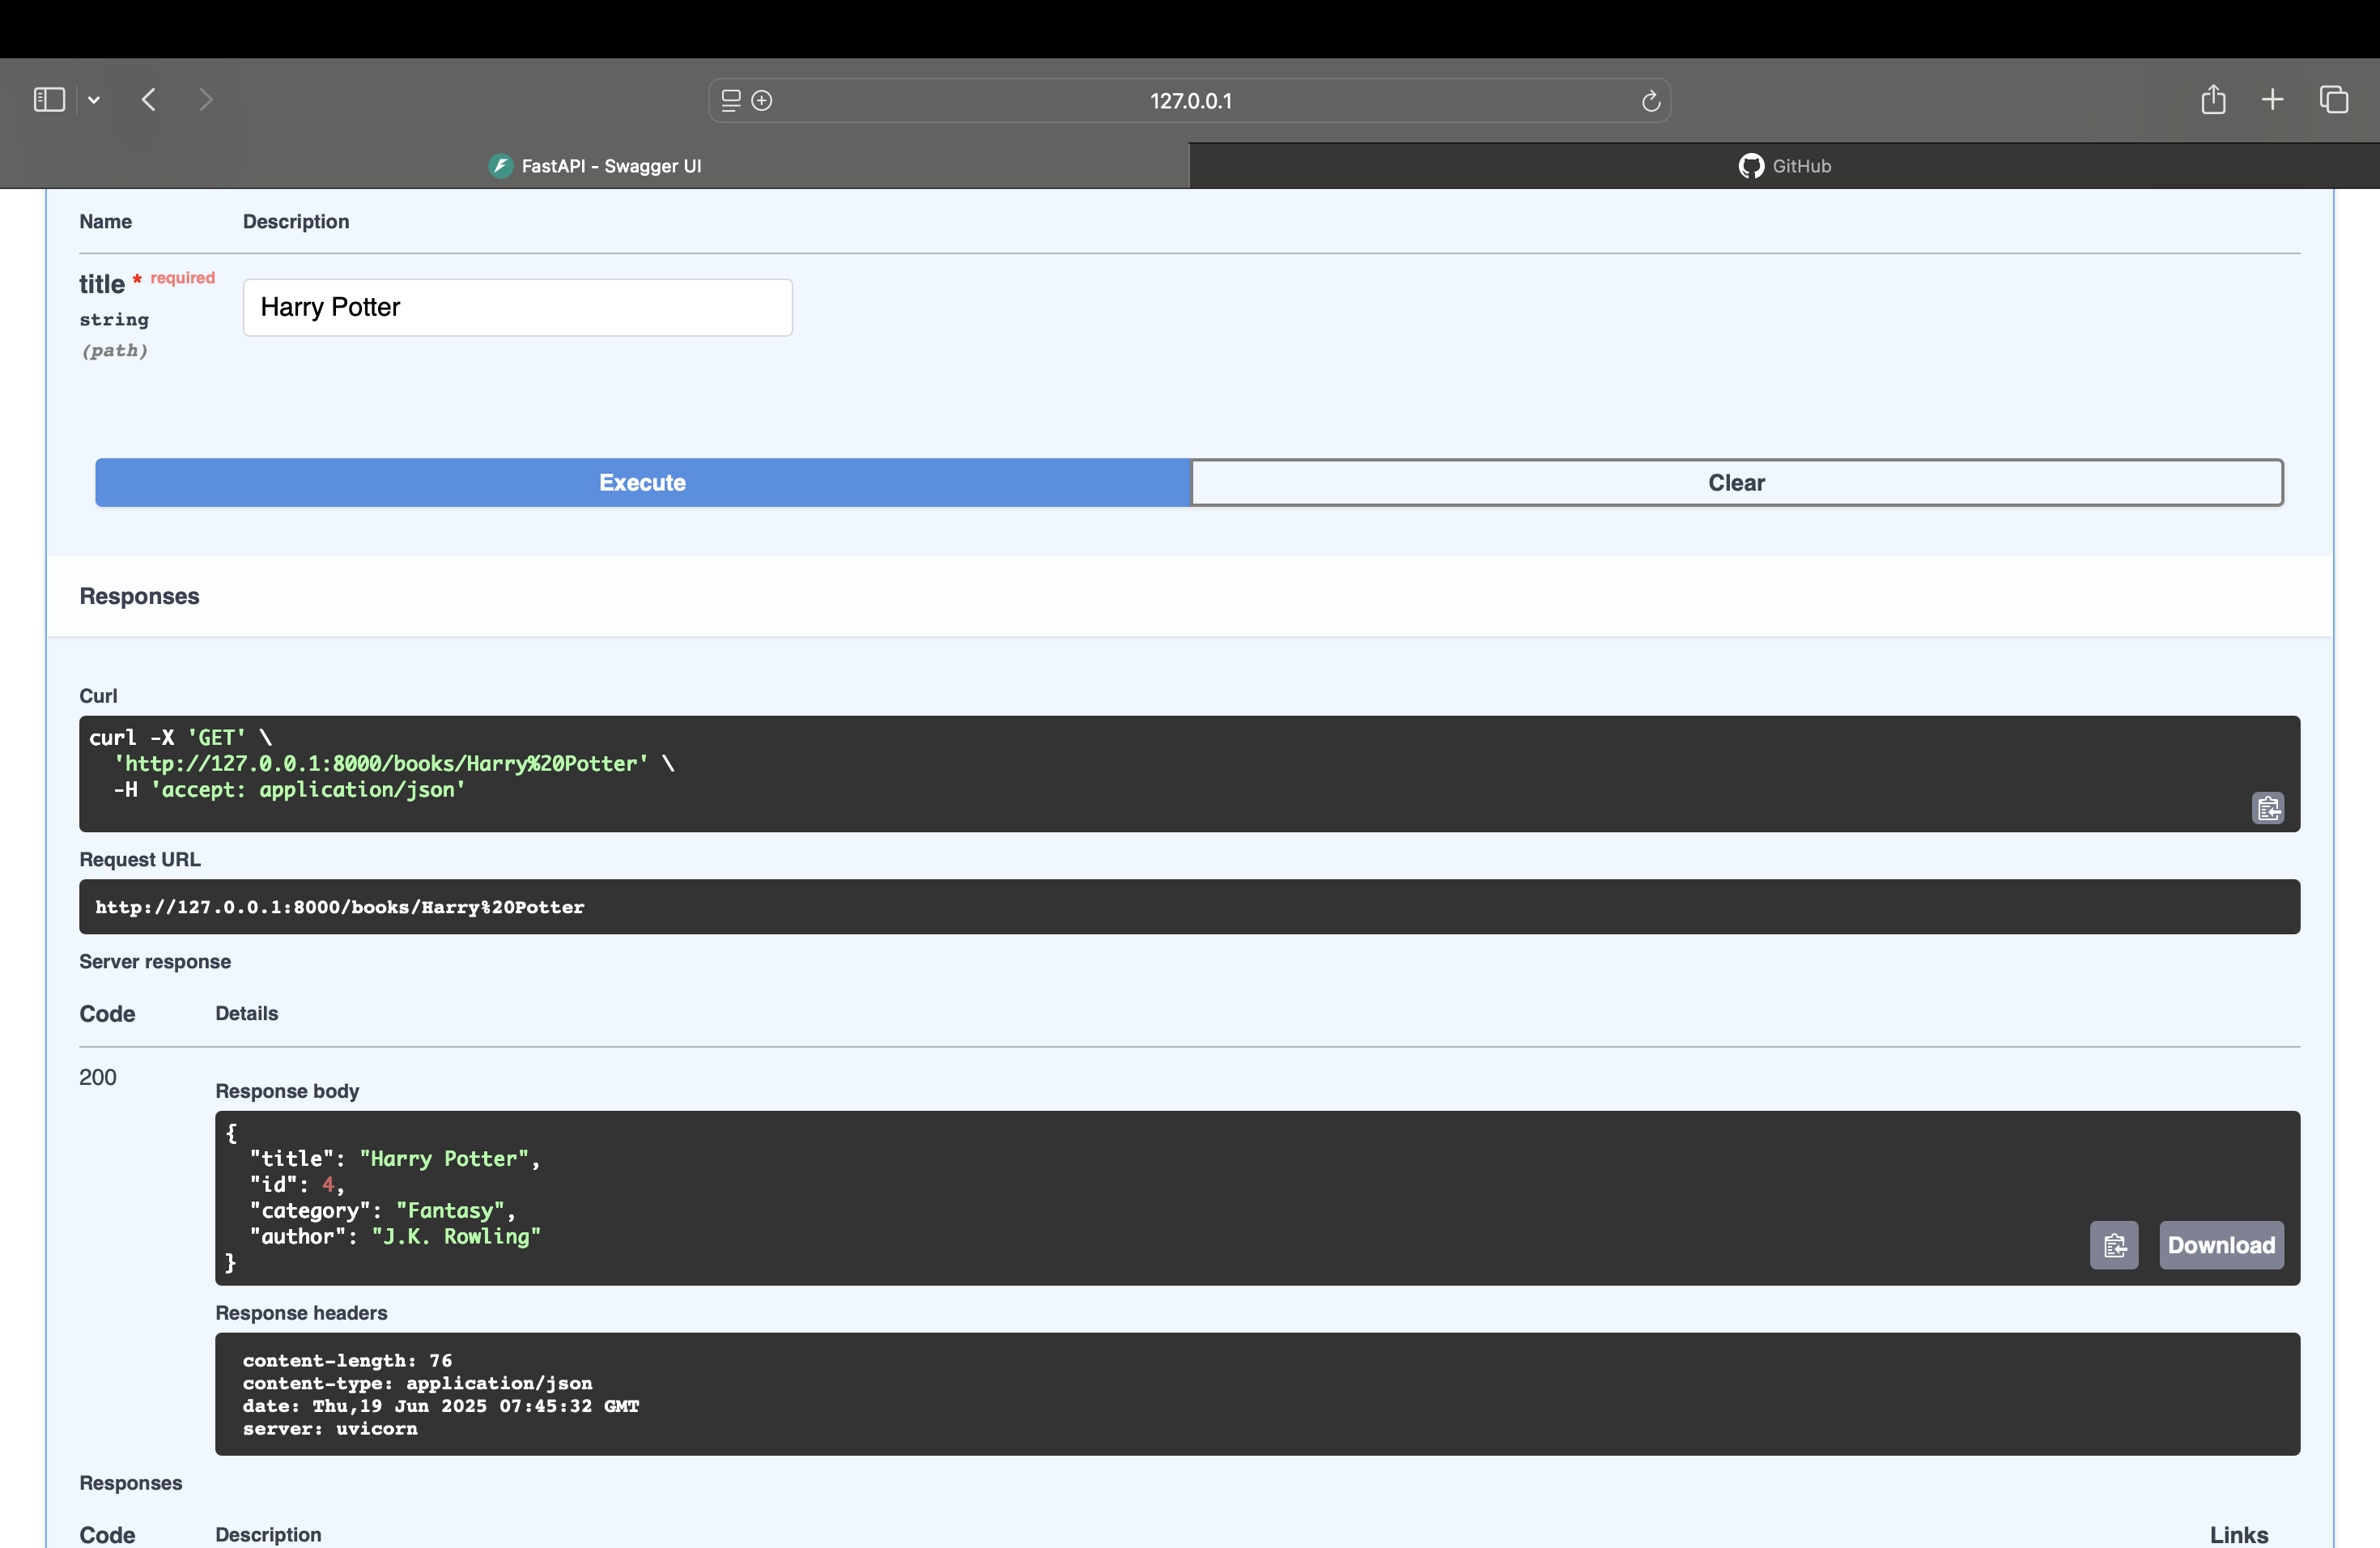 127.0.0.1
FastAPI - Swagger UI
GitHub
Name Description
title * required
string
(path)
Harry Potter
Execute Clear
Responses
Curl
curl -X 'GET' \
  'http://127.0.0.1:8000/books/Harry%20Potter' \
  -H 'accept: application/json'
Request URL
http://127.0.0.1:8000/books/Harry%20Potter
Server response
Code Details
200
Response body
{
  "title": "Harry Potter",
  "id": 4,
  "category": "Fantasy",
  "author": "J.K. Rowling"
}
Download
Response headers
content-length: 76
content-type: application/json
date: Thu,19 Jun 2025 07:45:32 GMT
server: uvicorn
Responses
Code Description Links